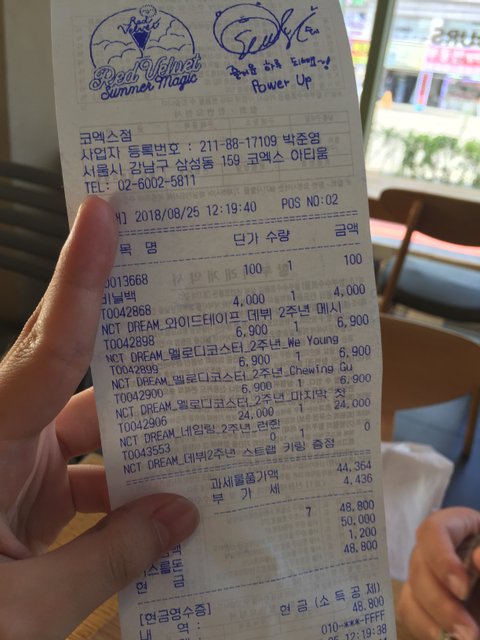 Red Velvet
Red Velvet
Summer Magic
즐거운 하루 되세요~!
Power Up
코엑스점
사업자 등록번호 : 211-88-17109 박준영
서울시 강남구 삼성동 159 코엑스 아티움
TEL: 02-6002-5811
2018/08/25 12:19:40 POS NO:02
목 명 단가 수량 금액
0013668 100 1 100
비닐백
T0042868 4,000 1 4,000
NCT DREAM_와이드테이프_데뷔 2주년 메시
T0042898 6,900 1 6,900
NCT DREAM_멜로디코스터_2주년_We Young
T0042899 6,900 1 6,900
NCT DREAM_멜로디코스터_2주년_Chewing Gu
T0042900 6,900 1 6,900
NCT DREAM_멜로디코스터_2주년_마지막 첫
T0042906 24,000 1 24,000
NCT DREAM_네임링_2주년_런쥔
T0043553 0 1 0
NCT DREAM_데뷔2주년 스트랩 키링 증정
과세물품가액 44,364
부 가 세 4,436
7 48,800
50,000
스름돈 1,200
현 금 48,800
[현금영수증] 현 금 (소 득 공 제)
내 역 : 48,800
010-***-FFFF
12:19:38